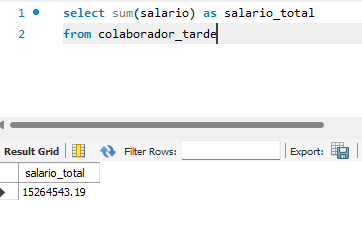 1 select sum(salario) as salario_total
2 from colaborador_tarde
Result Grid Filter Rows: Export:
salario_total
15264543.19